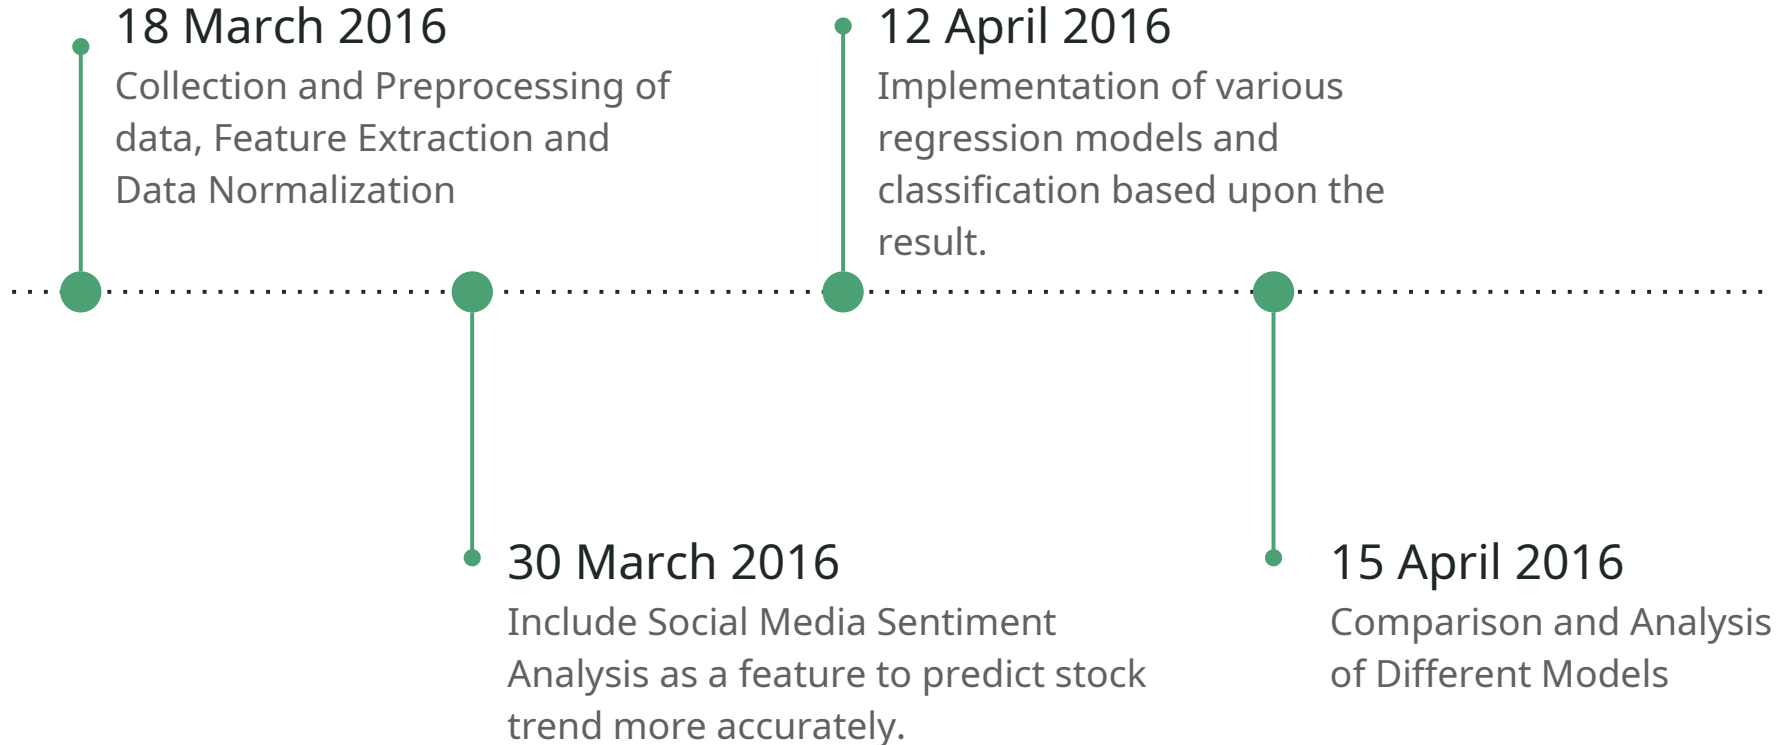 18 March 2016
Collection and Preprocessing of
data, Feature Extraction and
Data Normalization
12 April 2016
Implementation of various
regression models and
classification based upon the
result.
30 March 2016
Include Social Media Sentiment
Analysis as a feature to predict stock
trend more accurately.
15 April 2016
Comparison and Analysis
of Different Models